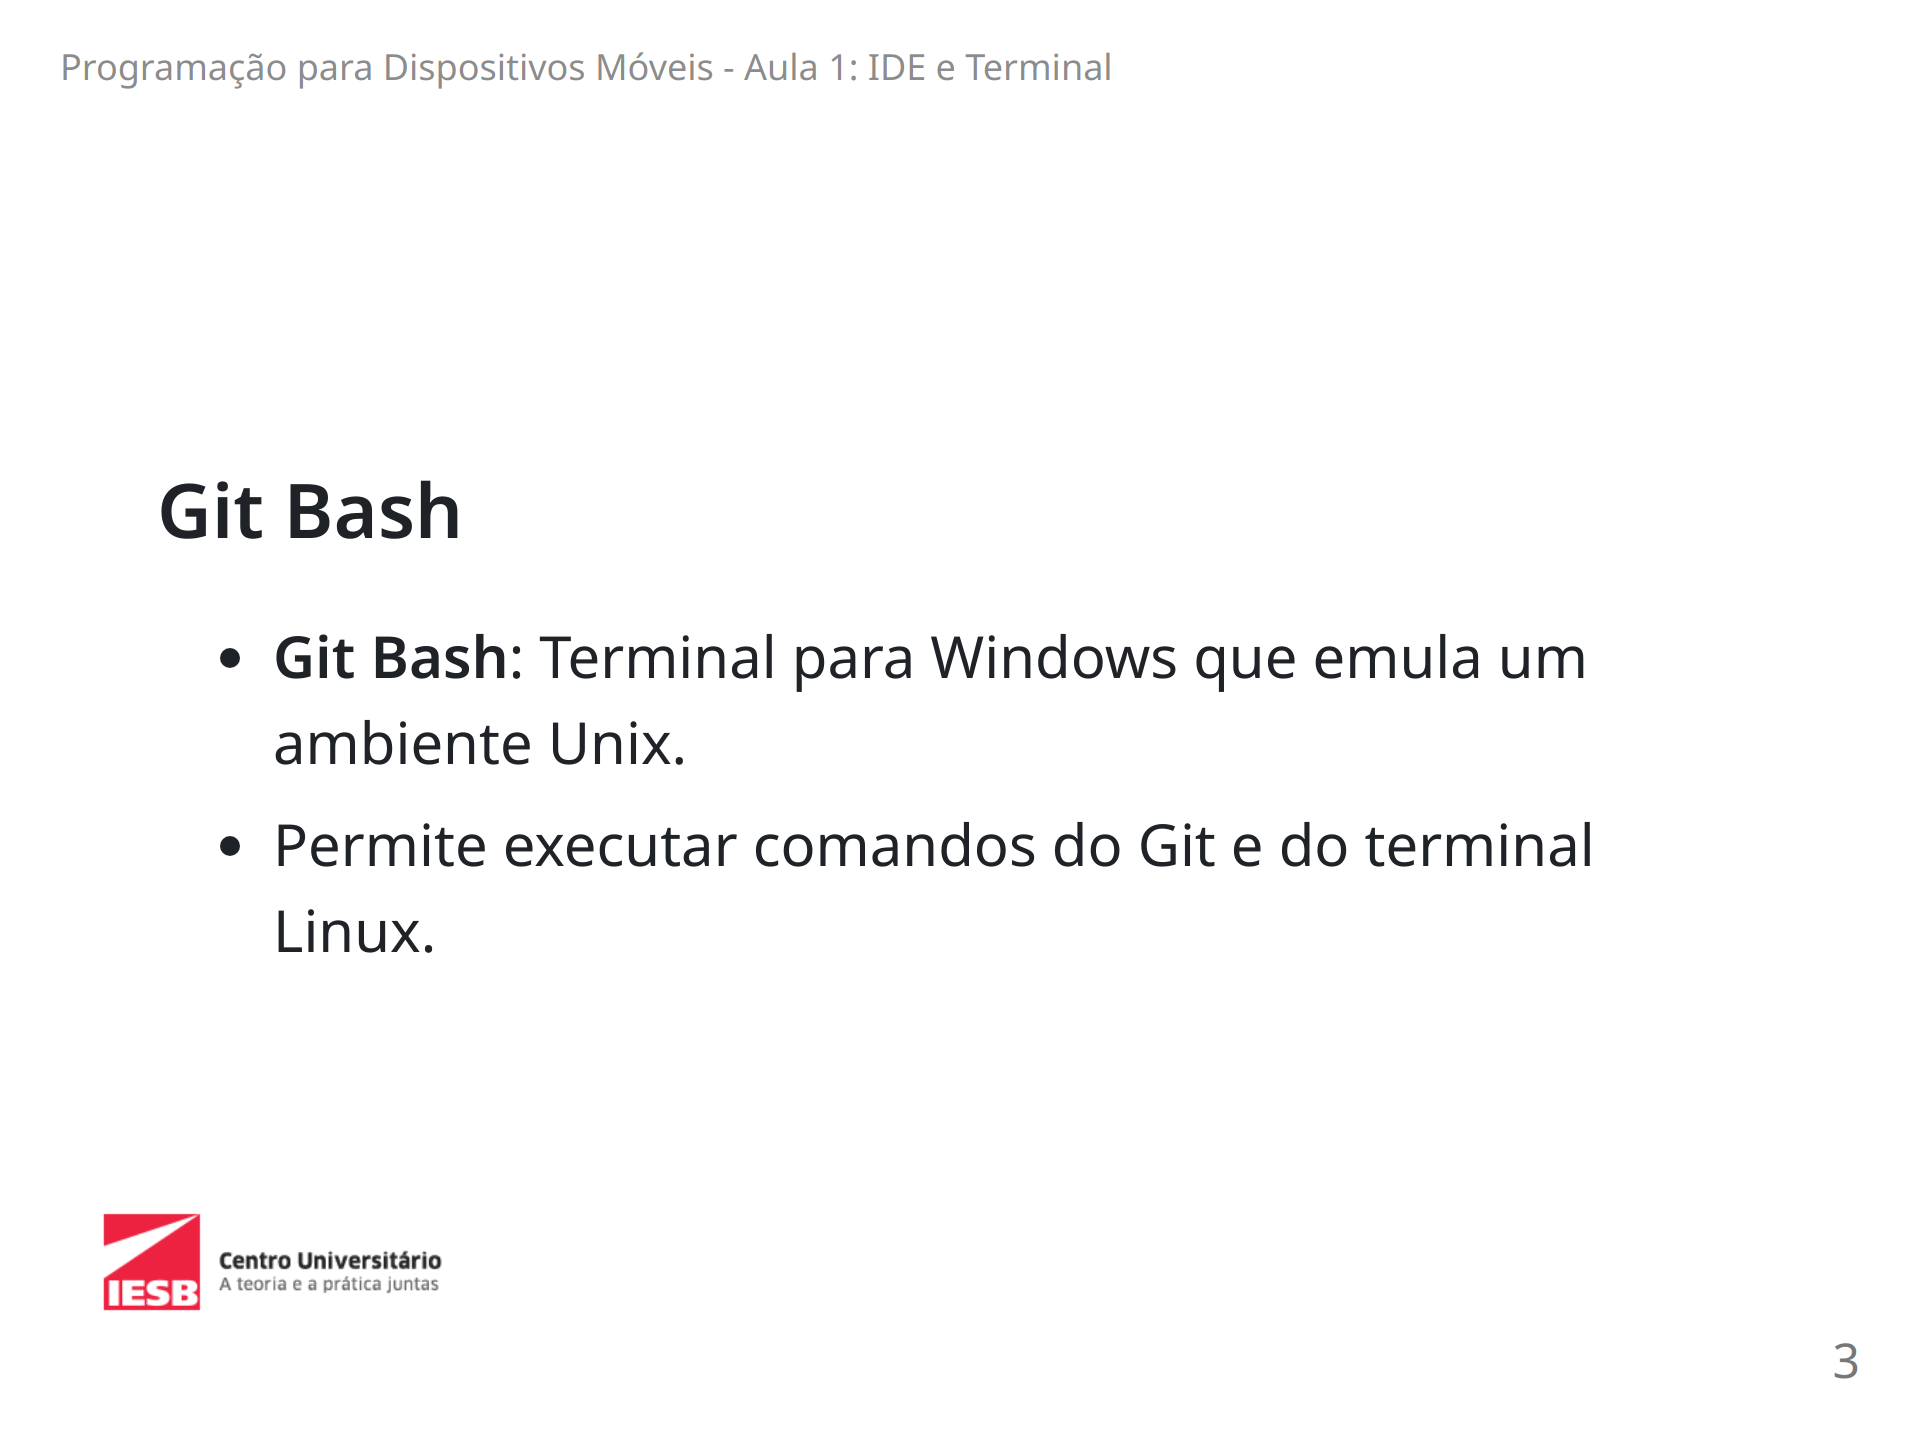 Programação para Dispositivos Móveis - Aula 1: IDE e Terminal
Git Bash
• Git Bash: Terminal para Windows que emula um
ambiente Unix.
• Permite executar comandos do Git e do terminal
Linux.
IESB
Centro Universitário
A teoria e a prática juntas
3